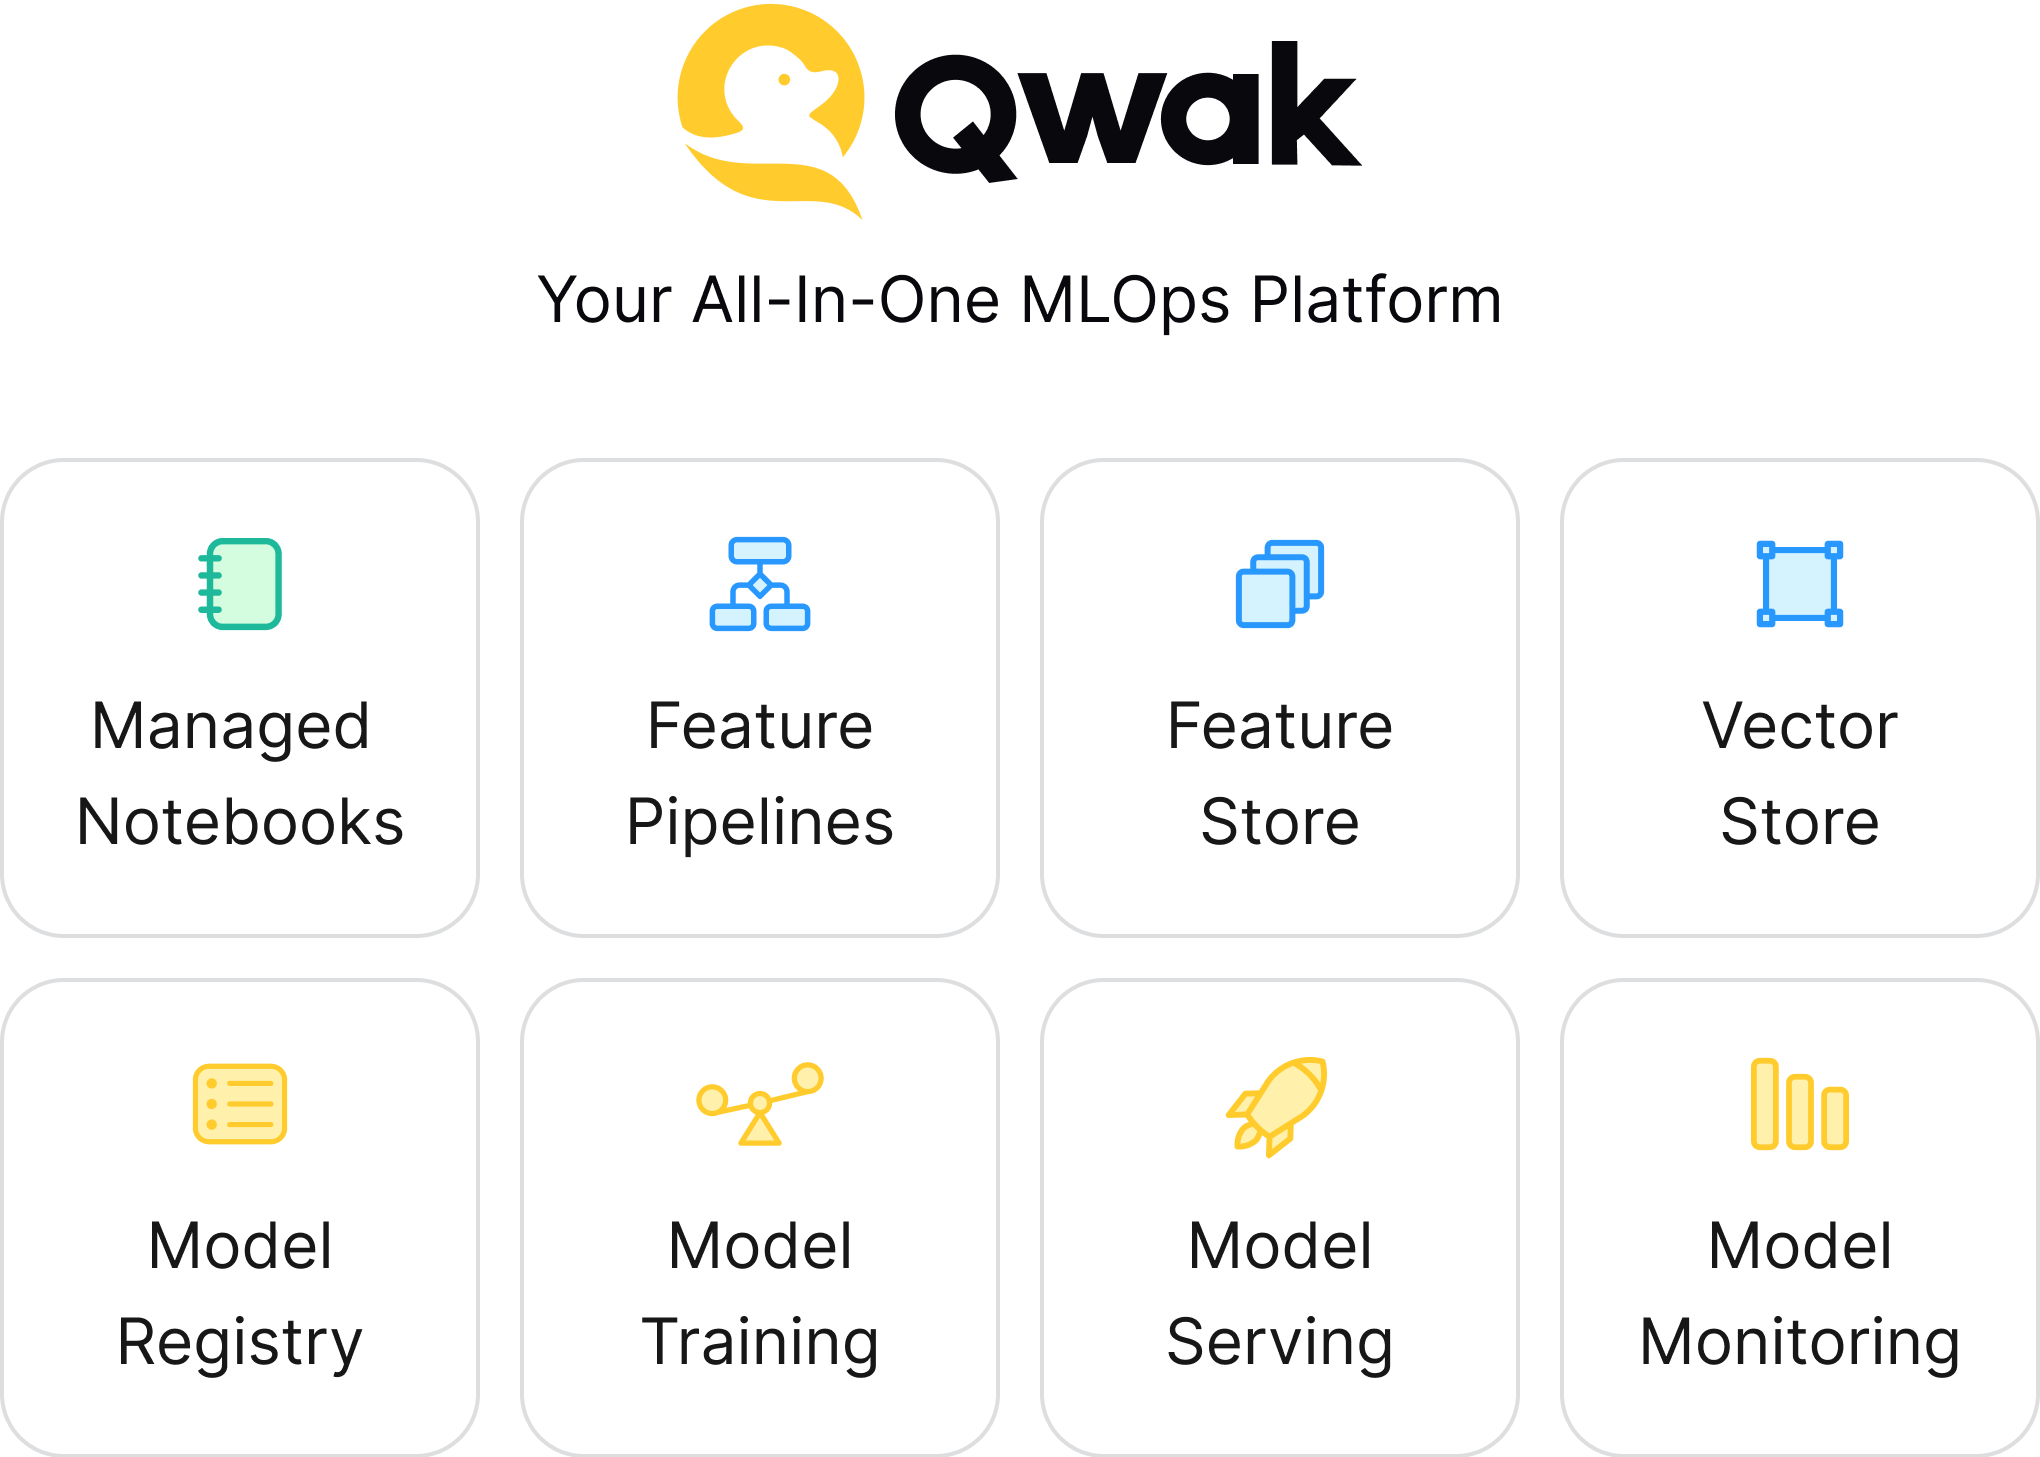 Qwak
Your All-In-One MLOps Platform
Managed
Notebooks
Feature
Pipelines
Feature
Store
Vector
Store
Model
Registry
Model
Training
Model
Serving
Model
Monitoring